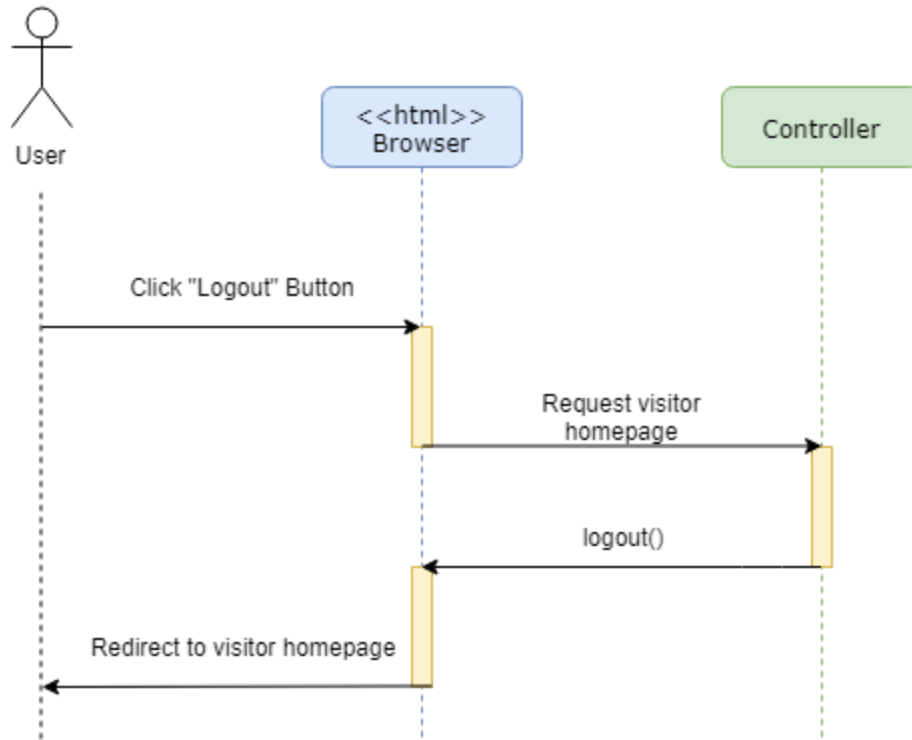 User
<<html>>
Browser
Controller
Click "Logout" Button
Request visitor
homepage
logout()
Redirect to visitor homepage